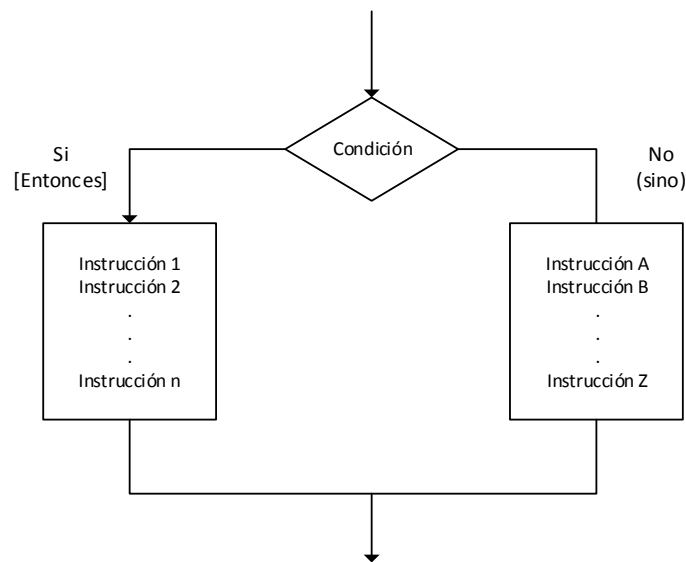 Condición
Si
[Entonces]
No
(sino)
Instrucción 1
Instrucción 2
.
.
.
Instrucción n
Instrucción A
Instrucción B
.
.
.
Instrucción Z